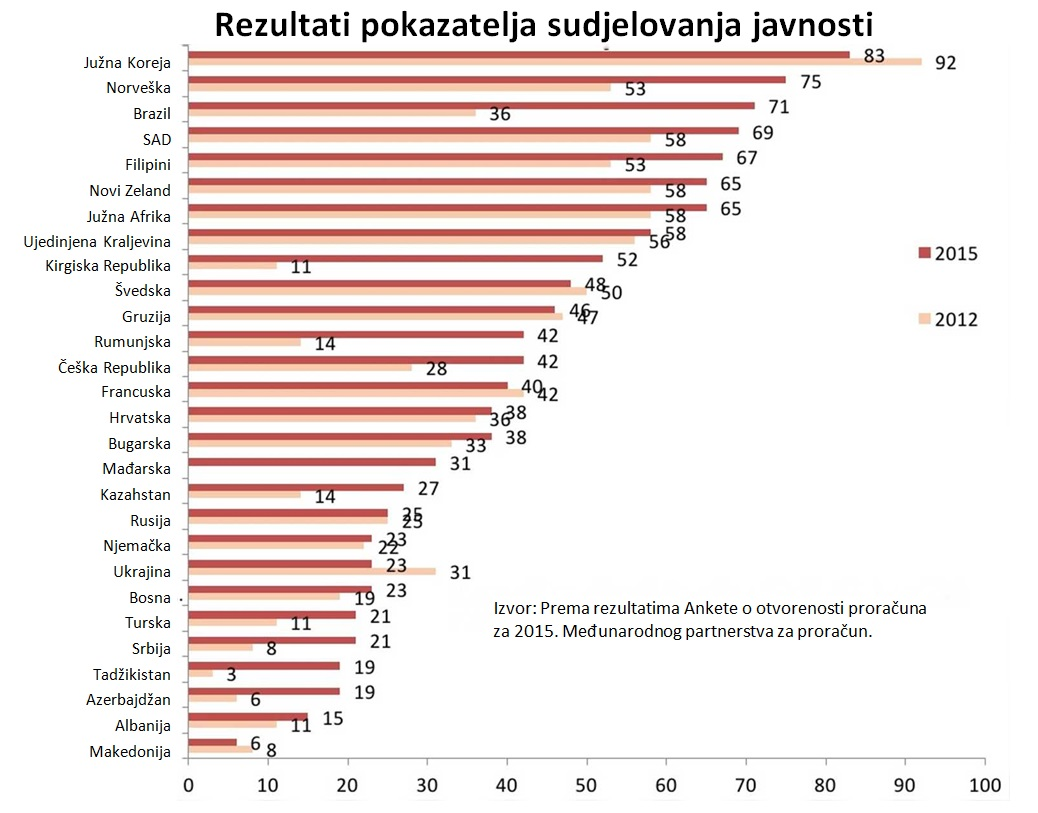 Rezultati pokazatelja sudjelovanja javnosti
Južna Koreja 83 92
Norveška 75 53
Brazil 71 36
SAD 69 58
Filipini 67 53
Novi Zeland 65 58
Južna Afrika 65 58
Ujedinjena Kraljevina 58 56
Kirgiska Republika 52 11
Švedska 48 50
Gruzija 46 47
Rumunjska 42 14
Češka Republika 42 28
Francuska 40 42
Hrvatska 38 36
Bugarska 38 33
Mađarska 31
Kazahstan 27 14
Rusija 25 25
Njemačka 23 22
Ukrajina 23 31
Bosna 23 19
Turska 21 11
Srbija 21 8
Tadžikistan 19 3
Azerbajdžan 19 6
Albanija 15 11
Makedonija 6 8
0 10 20 30 40 50 60 70 80 90 100
2015
2012
Izvor: Prema rezultatima Ankete o otvorenosti proračuna
za 2015. Međunarodnog partnerstva za proračun.